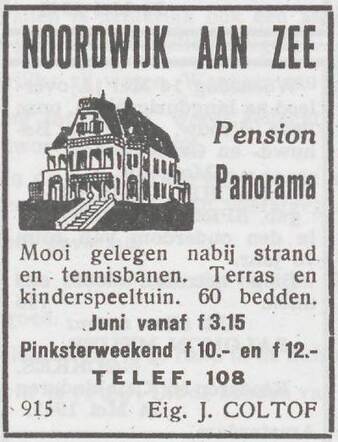 NOORDWIJK AAN ZEE
Pension
Panorama
Mooi gelegen nabij strand
en tennisbanen. Terras en
kinderspeeltuin. 60 bedden.
Juni vanaf f 3.15
Pinksterweekend f 10.- en f 12.-
TELEF. 108
915 Eig. J. COLTOF